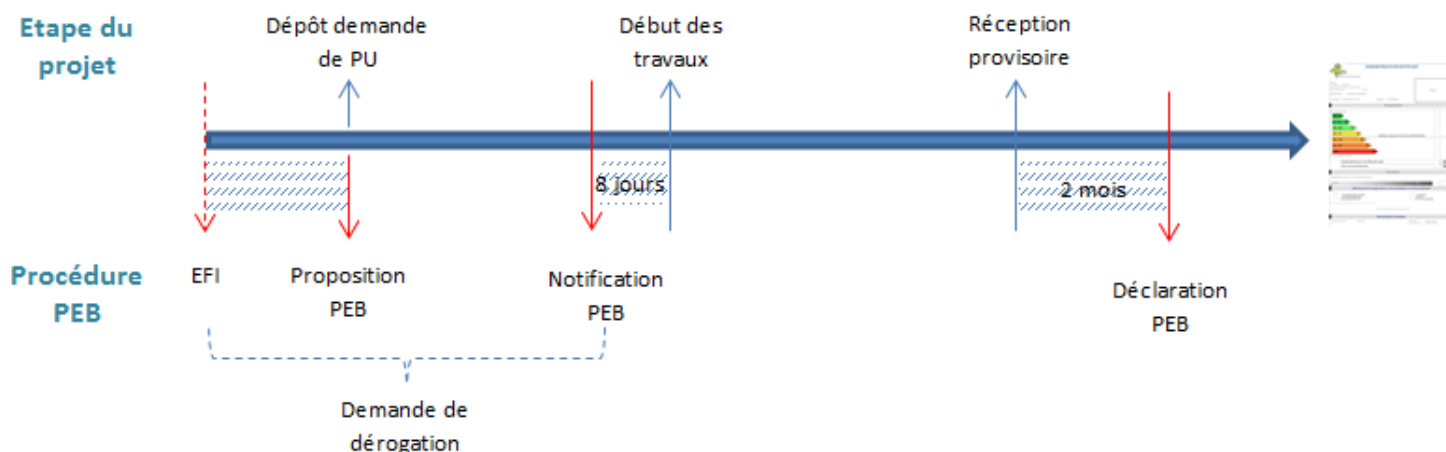 Etape du
projet
Dépôt demande
de PU
Début des
travaux
Réception
provisoire
8 jours
2 mois
Procédure
PEB
EFI
Proposition
PEB
Notification
PEB
Déclaration
PEB
Demande de
dérogation